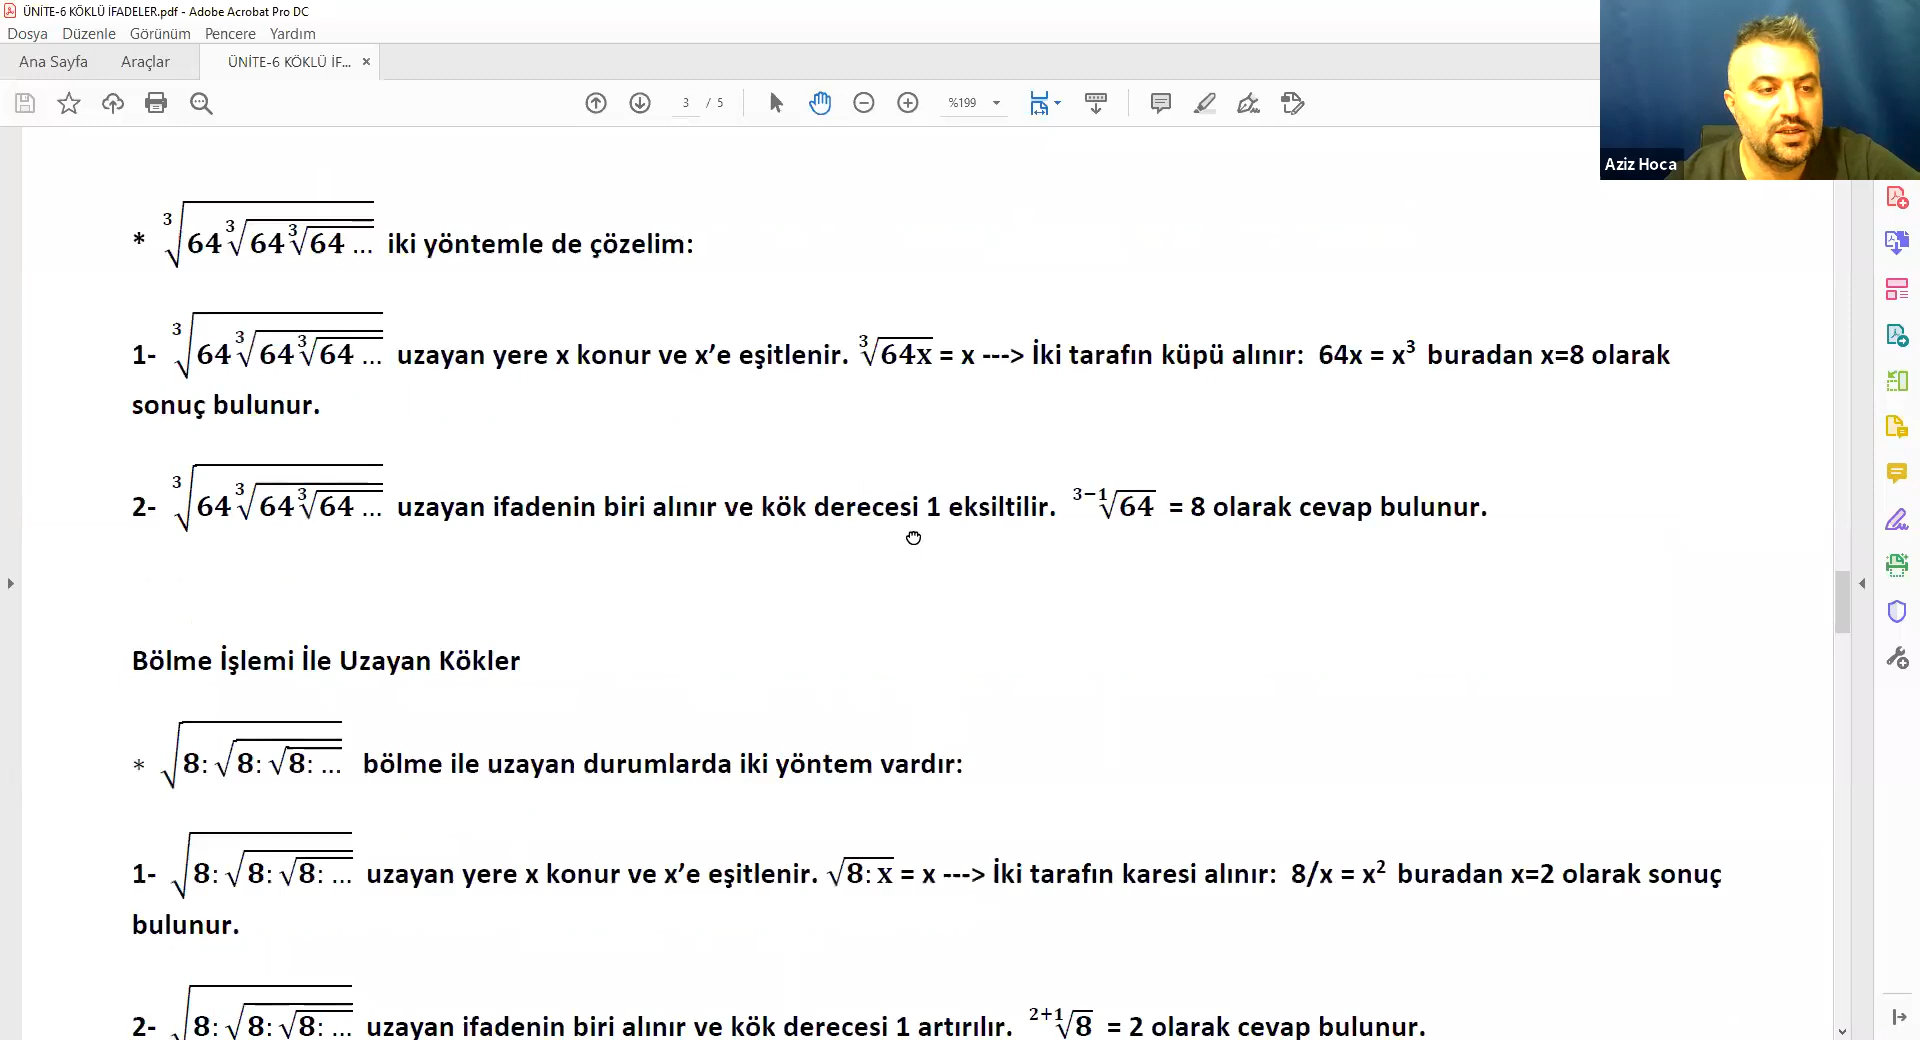 ÜNİTE-6 KÖKLÜ İFADELER.pdf - Adobe Acrobat Pro DC
Dosya Düzenle Görünüm Pencere Yardım
Ana Sayfa Araçlar ÜNİTE-6 KÖKLÜ İF... ×
3 / 5 %199
Aziz Hoca
* ∛(64∛(64∛(64 ...))) iki yöntemle de çözelim:
1- ∛(64∛(64∛(64 ...))) uzayan yere x konur ve x’e eşitlenir. ∛(64x) = x ---> İki tarafın küpü alınır: 64x = x³ buradan x=8 olarak
sonuç bulunur.
2- ∛(64∛(64∛(64 ...))) uzayan ifadenin biri alınır ve kök derecesi 1 eksiltilir. ³⁻¹√64 = 8 olarak cevap bulunur.
Bölme İşlemi İle Uzayan Kökler
* √(8:√(8:√(8: ...))) bölme ile uzayan durumlarda iki yöntem vardır:
1- √(8:√(8:√(8: ...))) uzayan yere x konur ve x’e eşitlenir. √(8:x) = x ---> İki tarafın karesi alınır: 8/x = x² buradan x=2 olarak sonuç
bulunur.
2- √(8:√(8:√(8: ...))) uzayan ifadenin biri alınır ve kök derecesi 1 artırılır. ²⁺¹√8 = 2 olarak cevap bulunur.